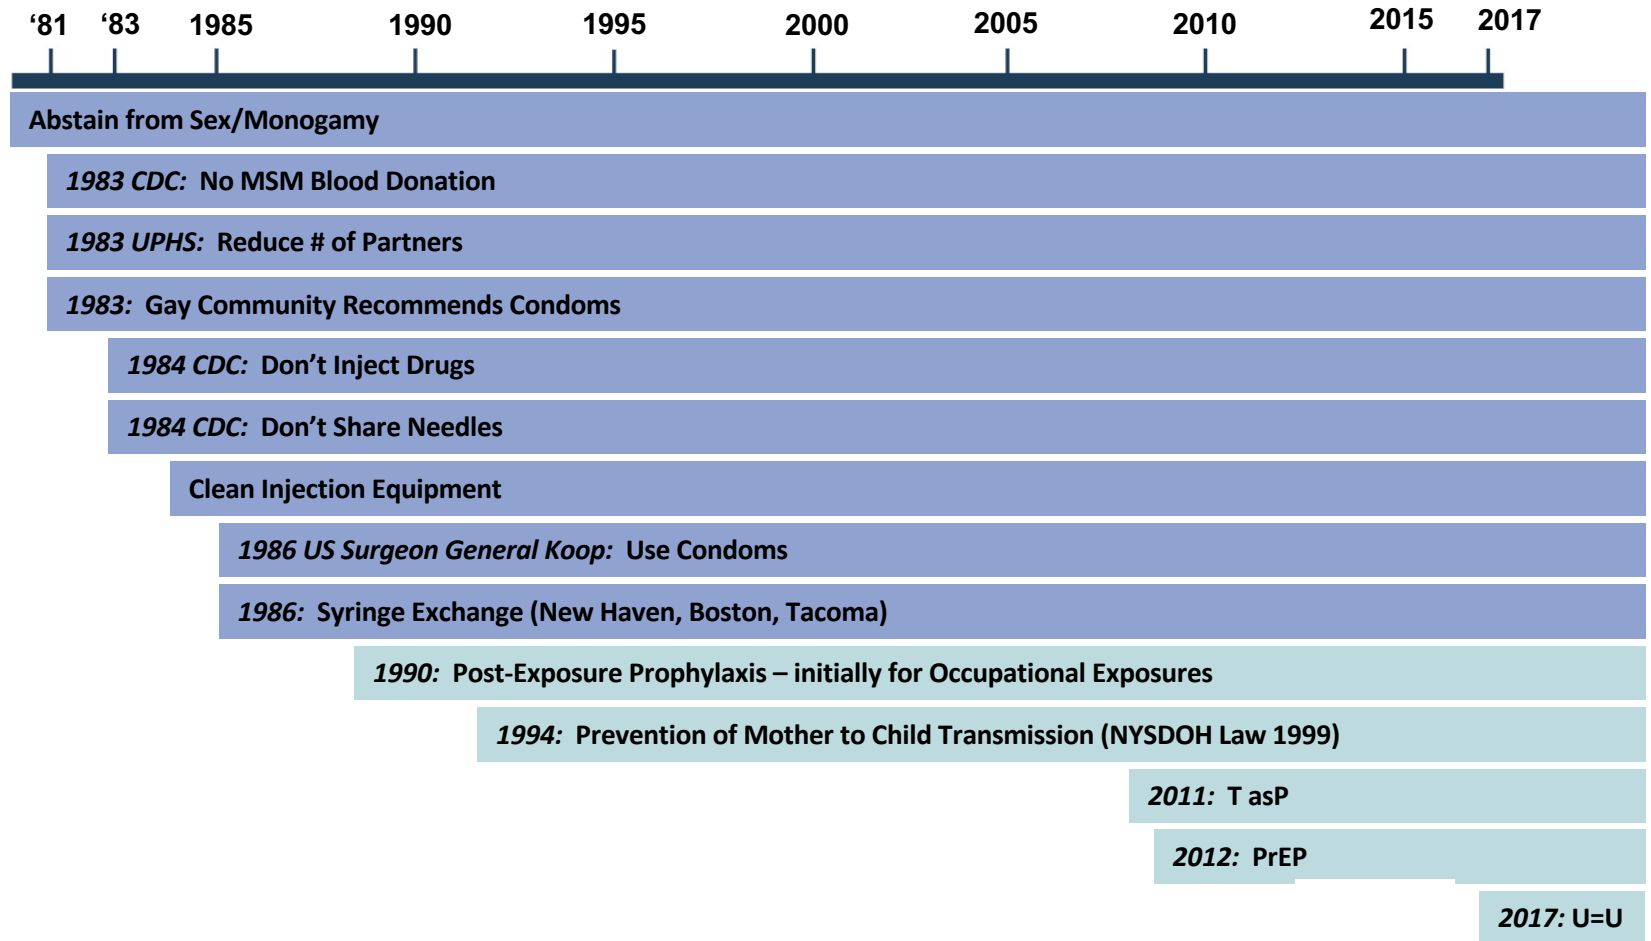 ‘81 ‘83 1985 1990 1995 2000 2005 2010 2015 2017
Abstain from Sex/Monogamy
1983 CDC: No MSM Blood Donation
1983 UPHS: Reduce # of Partners
1983: Gay Community Recommends Condoms
1984 CDC: Don’t Inject Drugs
1984 CDC: Don’t Share Needles
Clean Injection Equipment
1986 US Surgeon General Koop: Use Condoms
1986: Syringe Exchange (New Haven, Boston, Tacoma)
1990: Post-Exposure Prophylaxis – initially for Occupational Exposures
1994: Prevention of Mother to Child Transmission (NYSDOH Law 1999)
2011: T asP
2012: PrEP
2017: U=U